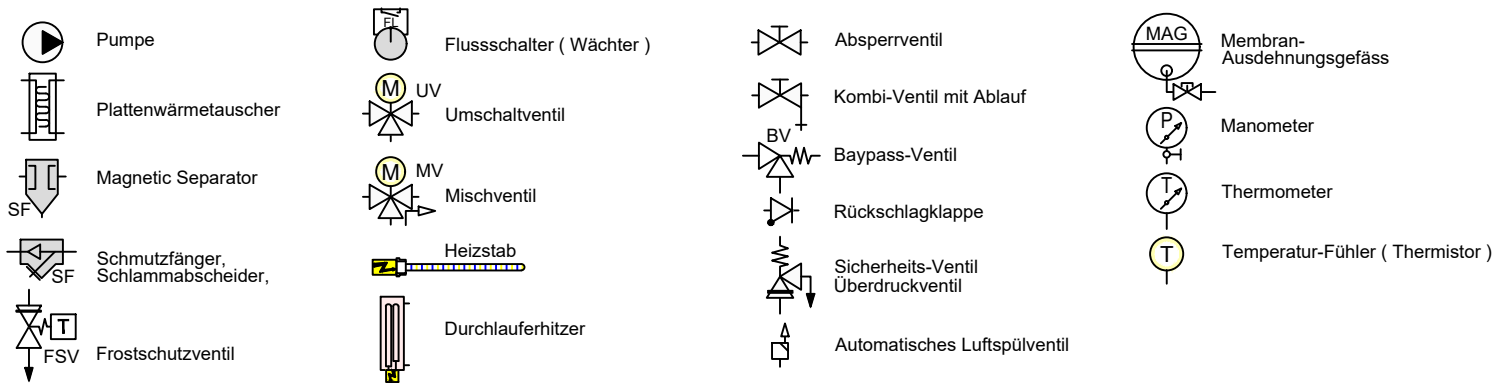 Pumpe
Plattenwärmetauscher
Magnetic Separator
SF
Schmutzfänger,
Schlammabscheider,
SF
T
FSV
Frostschutzventil
FL
Flussschalter ( Wächter )
M
UV
Umschaltventil
M
MV
Mischventil
Heizstab
Durchlauferhitzer
Absperrventil
Kombi-Ventil mit Ablauf
BV
Baypass-Ventil
Rückschlagklappe
Sicherheits-Ventil
Überdruckventil
Automatisches Luftspülventil
MAG
Membran-
Ausdehnungsgefäss
P
Manometer
T
Thermometer
T
Temperatur-Fühler ( Thermistor )